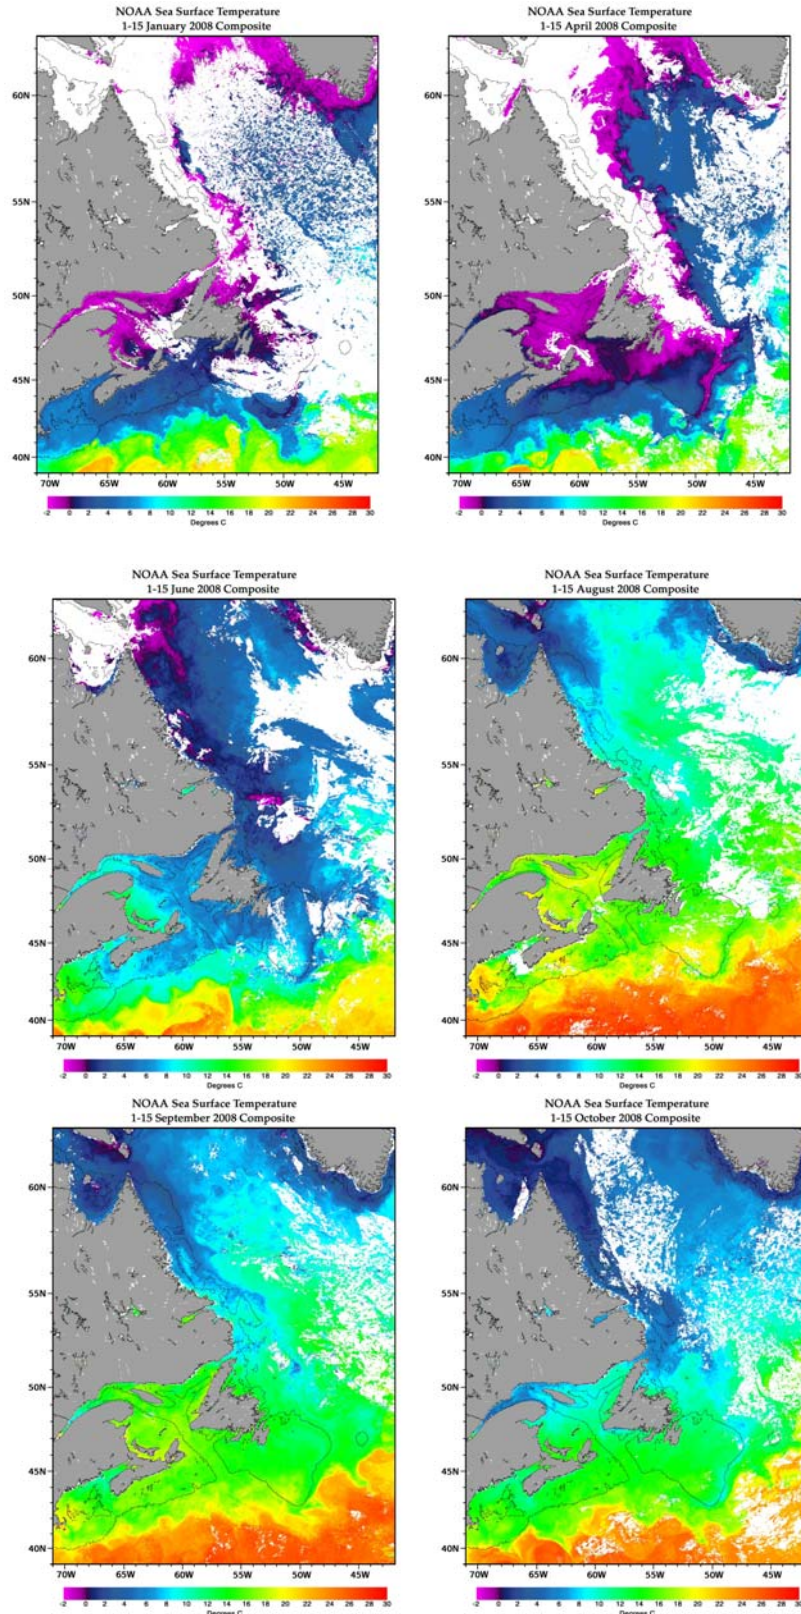 NOAA Sea Surface Temperature
1-15 January 2008 Composite
60N
55N
50N
45N
40N
70W 65W 60W 55W 50W 45W
-2 0 2 4 6 8 10 12 14 16 18 20 22 24 26 28 30
Degrees C
NOAA Sea Surface Temperature
1-15 April 2008 Composite
60N
55N
50N
45N
40N
70W 65W 60W 55W 50W 45W
-2 0 2 4 6 8 10 12 14 16 18 20 22 24 26 28 30
Degrees C
NOAA Sea Surface Temperature
1-15 June 2008 Composite
60N
55N
50N
45N
40N
70W 65W 60W 55W 50W 45W
-2 0 2 4 6 8 10 12 14 16 18 20 22 24 26 28 30
Degrees C
NOAA Sea Surface Temperature
1-15 August 2008 Composite
60N
55N
50N
45N
40N
70W 65W 60W 55W 50W 45W
-2 0 2 4 6 8 10 12 14 16 18 20 22 24 26 28 30
Degrees C
NOAA Sea Surface Temperature
1-15 September 2008 Composite
60N
55N
50N
45N
40N
70W 65W 60W 55W 50W 45W
-2 0 2 4 6 8 10 12 14 16 18 20 22 24 26 28 30
Degrees C
NOAA Sea Surface Temperature
1-15 October 2008 Composite
60N
55N
50N
45N
40N
70W 65W 60W 55W 50W 45W
-2 0 2 4 6 8 10 12 14 16 18 20 22 24 26 28 30
Degrees C